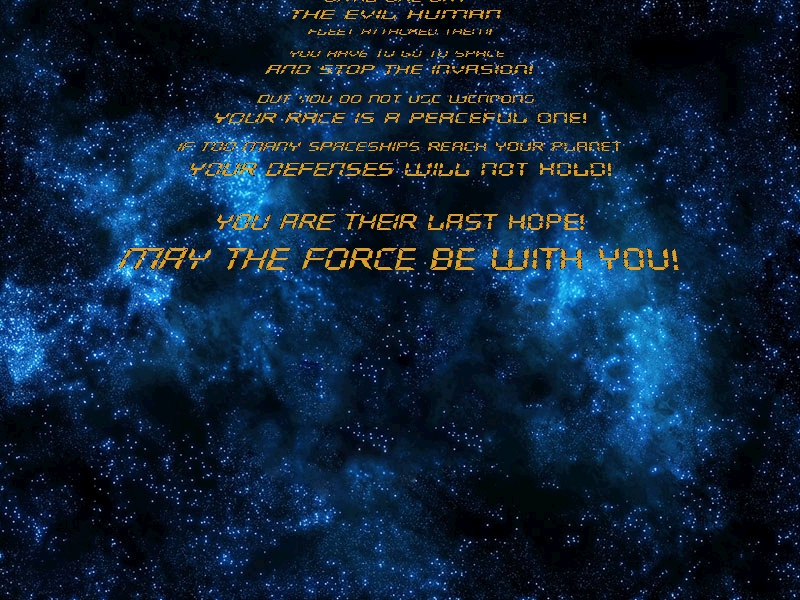 THE EVIL HUMAN
FLEET ATTACKED THEM!
YOU HAVE TO GO TO SPACE
AND STOP THE INVASION!
BUT YOU DO NOT USE WEAPONS
YOUR RACE IS A PEACEFUL ONE!
IF TOO MANY SPACESHIPS REACH YOUR PLANET
YOUR DEFENSES WILL NOT HOLD!
YOU ARE THEIR LAST HOPE!
MAY THE FORCE BE WITH YOU!